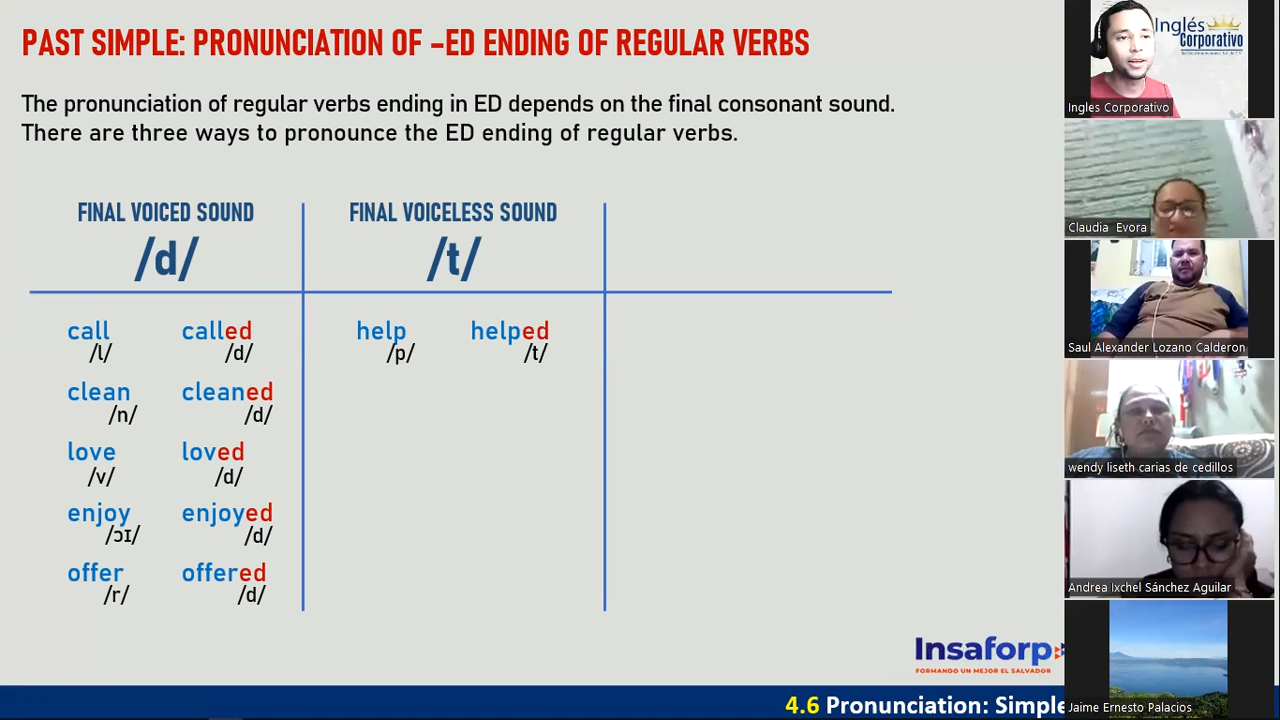 PAST SIMPLE: PRONUNCIATION OF -ED ENDING OF REGULAR VERBS
The pronunciation of regular verbs ending in ED depends on the final consonant sound.
There are three ways to pronounce the ED ending of regular verbs.
FINAL VOICED SOUND
/d/
call called
/l/ /d/
clean cleaned
/n/ /d/
love loved
/v/ /d/
enjoy enjoyed
/ɔɪ/ /d/
offer offered
/r/ /d/
FINAL VOICELESS SOUND
/t/
help helped
/p/ /t/
Insaforp
FORMANDO UN MEJOR EL SALVADOR
4.6 Pronunciation: Simple
Inglés
Corporativo
Ingles Corporativo
Claudia Evora
Saul Alexander Lozano Calderon
wendy liseth carias de cedillos
Andrea Ixchel Sánchez Aguilar
Jaime Ernesto Palacios